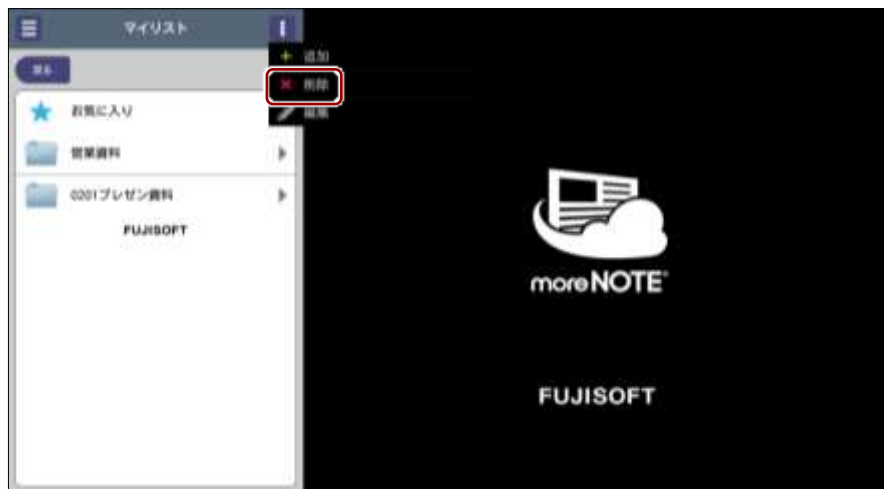 マイリスト
追加
戻る
削除
編集
お気に入り
営業資料
0201プレゼン資料
FUJISOFT
moreNOTE
FUJISOFT